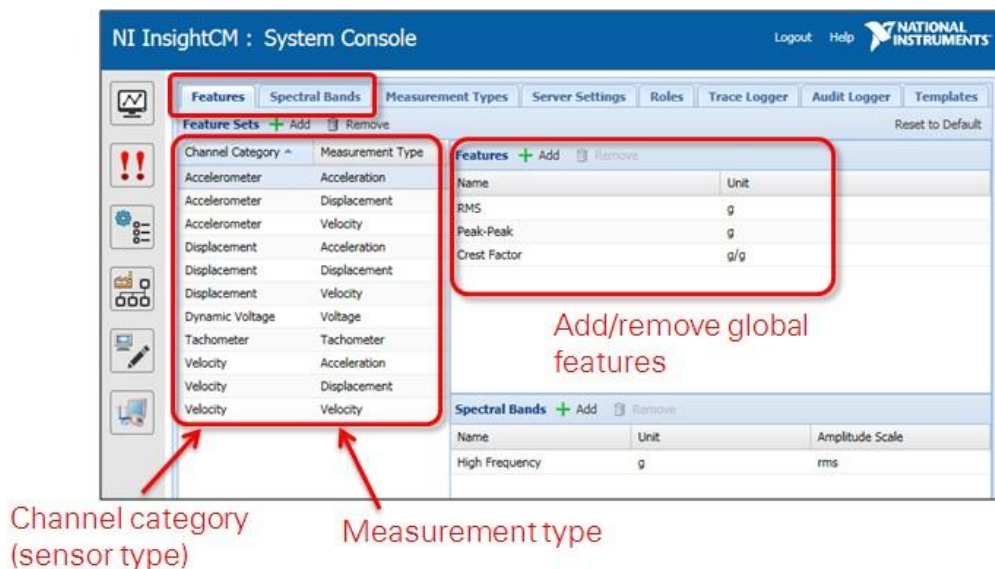 NI InsightCM : System Console
Logout Help NATIONAL INSTRUMENTS
Features Spectral Bands Measurement Types Server Settings Roles Trace Logger Audit Logger Templates
Feature Sets Add Remove Reset to Default
Channel Category Measurement Type
Accelerometer Acceleration
Accelerometer Displacement
Accelerometer Velocity
Displacement Acceleration
Displacement Displacement
Displacement Velocity
Dynamic Voltage Voltage
Tachometer Tachometer
Velocity Acceleration
Velocity Displacement
Velocity Velocity
Features Add Remove
Name Unit
RMS g
Peak-Peak g
Crest Factor g/g
Add/remove global
features
Spectral Bands Add Remove
Name Unit Amplitude Scale
High Frequency g rms
Channel category
(sensor type)
Measurement type